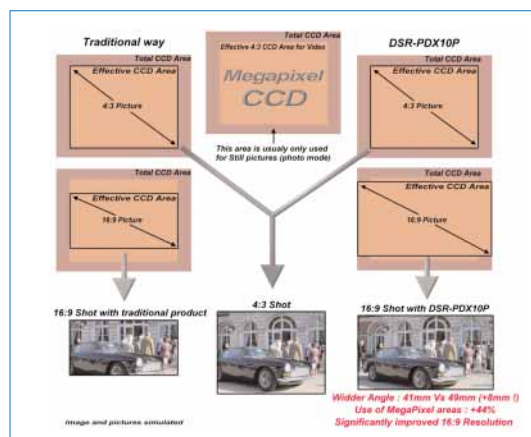 Traditional way
Total CCD Area
Effective CCD Area
4:3 Picture
Total CCD Area
Effective 4:3 CCD Area for Video
Megapixel
CCD
This area is usualy only used
for Still pictures (photo mode)
DSR-PDX10P
Total CCD Area
Effective CCD Area
4:3 Picture
Total CCD Area
Effective CCD Area
16:9 Picture
Total CCD Area
Effective CCD Area
16:9 Picture
16:9 Shot with traditional product
4:3 Shot
16:9 Shot with DSR-PDX10P
Widder Angle : 41mm Vs 49mm (+8mm !)
Use of MegaPixel areas : +44%
Significantly improved 16:9 Resolution
Image and pictures simulated